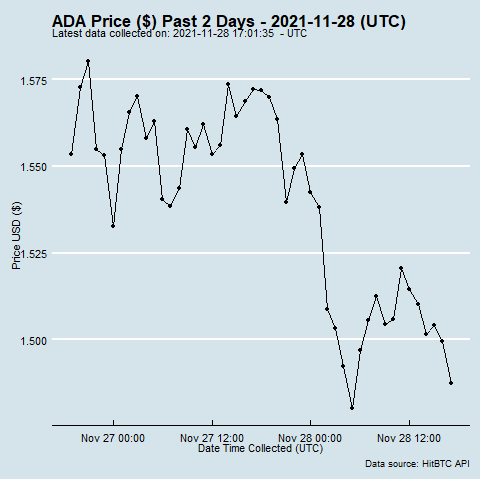 ADA Price ($) Past 2 Days - 2021-11-28 (UTC)
Latest data collected on: 2021-11-28 17:01:35  - UTC
1.575
1.550
1.525
1.500
Price USD ($)
Nov 27 00:00
Nov 27 12:00
Nov 28 00:00
Nov 28 12:00
Date Time Collected (UTC)
Data source: HitBTC API